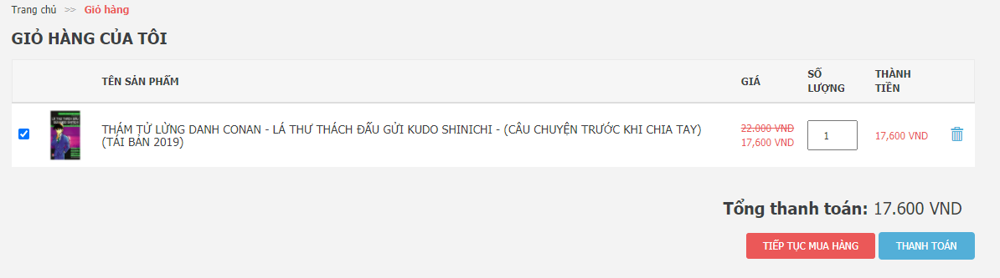 Trang chủ >> Giỏ hàng
GIỎ HÀNG CỦA TÔI
TÊN SẢN PHẨM
GIÁ
SỐ
LƯỢNG
THÀNH
TIỀN
THÁM TỬ LỪNG DANH CONAN - LÁ THƯ THÁCH ĐẤU GỬI KUDO SHINICHI - (CÂU CHUYỆN TRƯỚC KHI CHIA TAY)
(TÁI BẢN 2019)
22.000 VND
17,600 VND
1
17,600 VND
Tổng thanh toán: 17.600 VND
TIẾP TỤC MUA HÀNG
THANH TOÁN